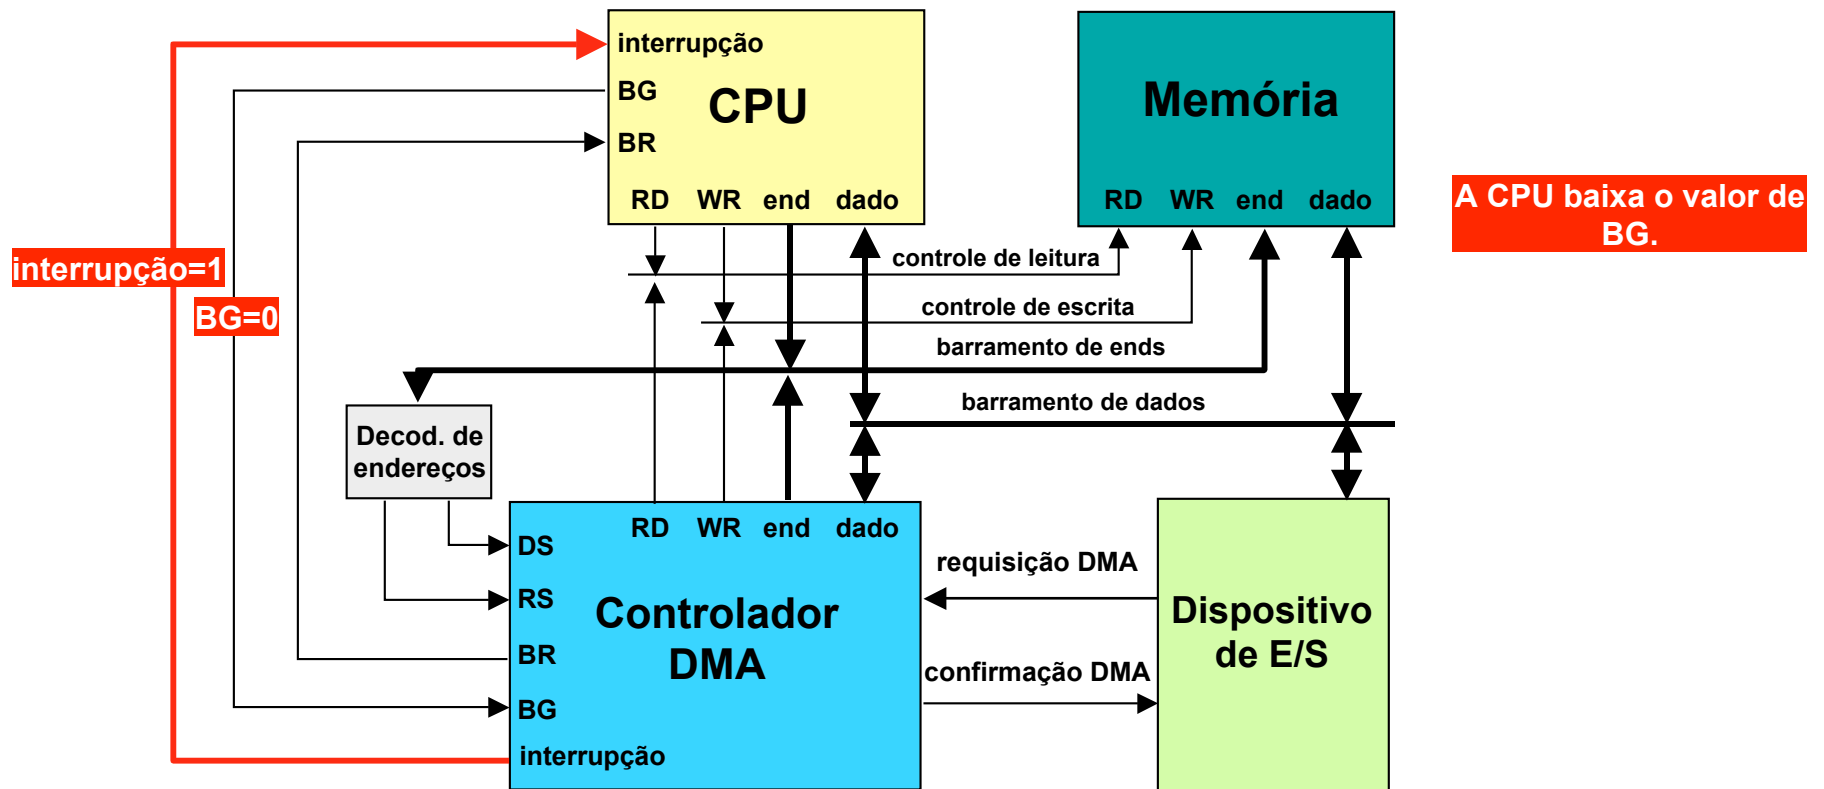 interrupção
BG
CPU
BR
RD WR end dado
Memória
RD WR end dado
A CPU baixa o valor de
BG.
interrupção=1
BG=0
controle de leitura
controle de escrita
barramento de ends
barramento de dados
Decod. de
endereços
RD WR end dado
DS
RS
BR
BG
interrupção
Controlador
DMA
requisição DMA
confirmação DMA
Dispositivo
de E/S